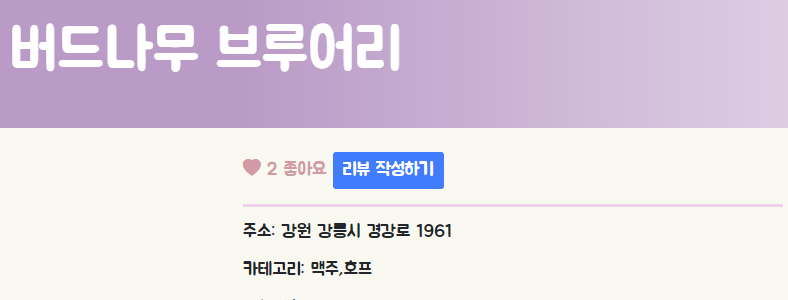 버드나무 브루어리
2 좋아요 리뷰 작성하기
주소: 강원 강릉시 경강로 1961
카테고리: 맥주,호프